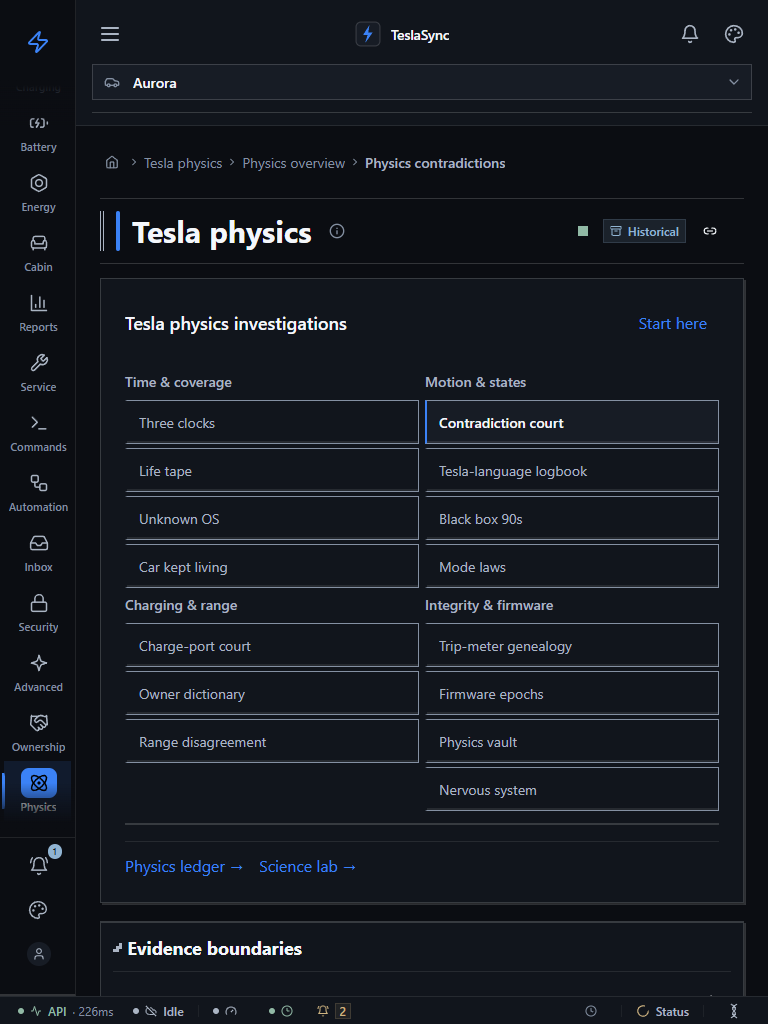 TeslaSync
Aurora
Charging
Battery
Energy
Cabin
Reports
Service
Commands
Automation
Inbox
Security
Advanced
Ownership
Physics
1
Tesla physics > Physics overview > Physics contradictions
Tesla physics
Historical
Tesla physics investigations
Start here
Time & coverage
Three clocks
Life tape
Unknown OS
Car kept living
Motion & states
Contradiction court
Tesla-language logbook
Black box 90s
Mode laws
Charging & range
Charge-port court
Owner dictionary
Range disagreement
Integrity & firmware
Trip-meter genealogy
Firmware epochs
Physics vault
Nervous system
Physics ledger →
Science lab →
Evidence boundaries
API · 226ms
Idle
2
Status